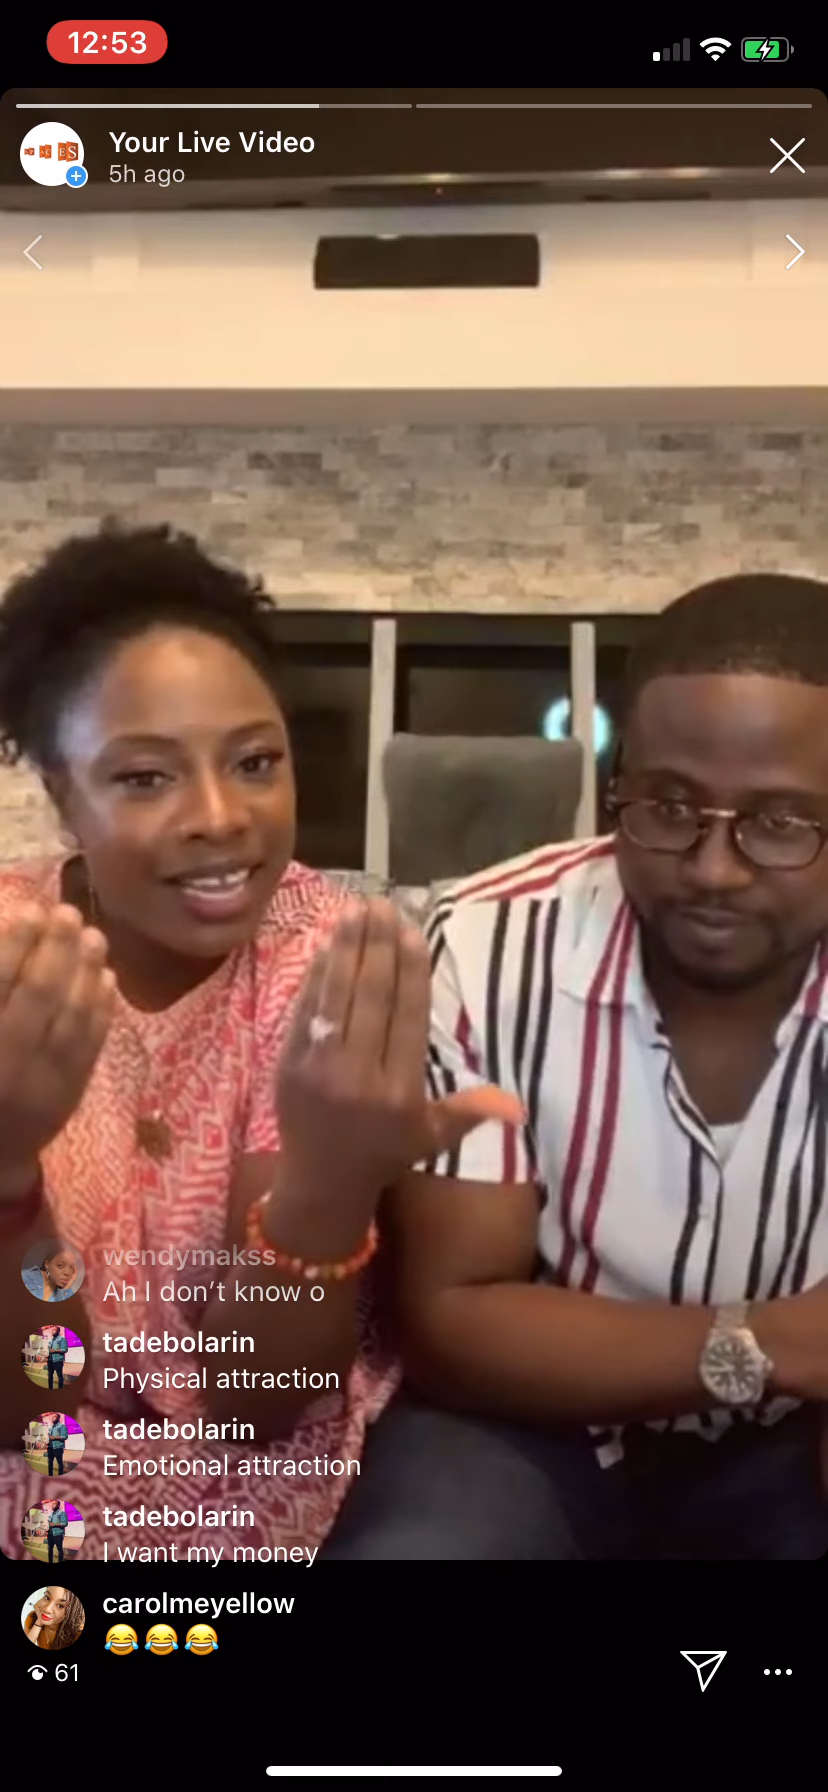 12:53
Your Live Video
5h ago
wendymakss
Ah I don't know o
tadebolarin
Physical attraction
tadebolarin
Emotional attraction
tadebolarin
I want my money
carolmeyellow
😂😂😂
61